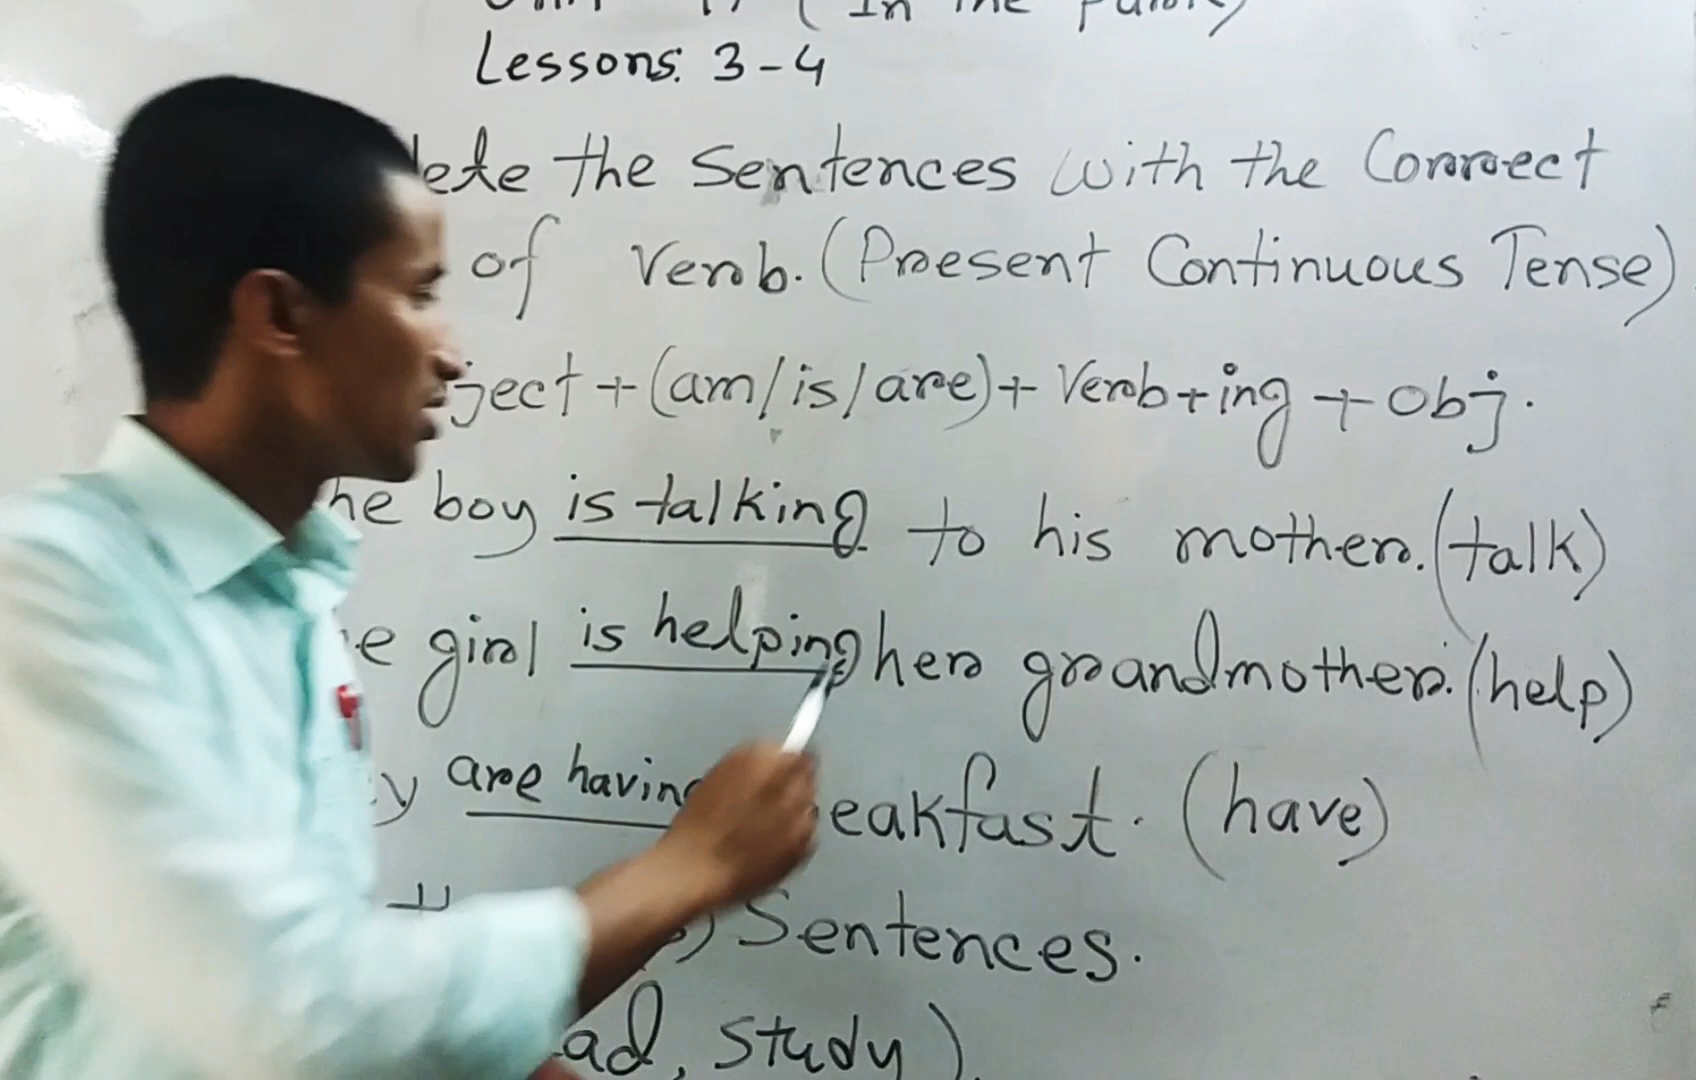 Lessons: 3-4
the Sentences with the Correct
of Verb. (Present Continuous Tense)
ject + (am/is/are) + Verb+ing + obj.
he boy is talking to his mother. (talk)
e girl is helping her grandmother. (help)
y are having eakfast. (have)
Sentences.
ad, study)